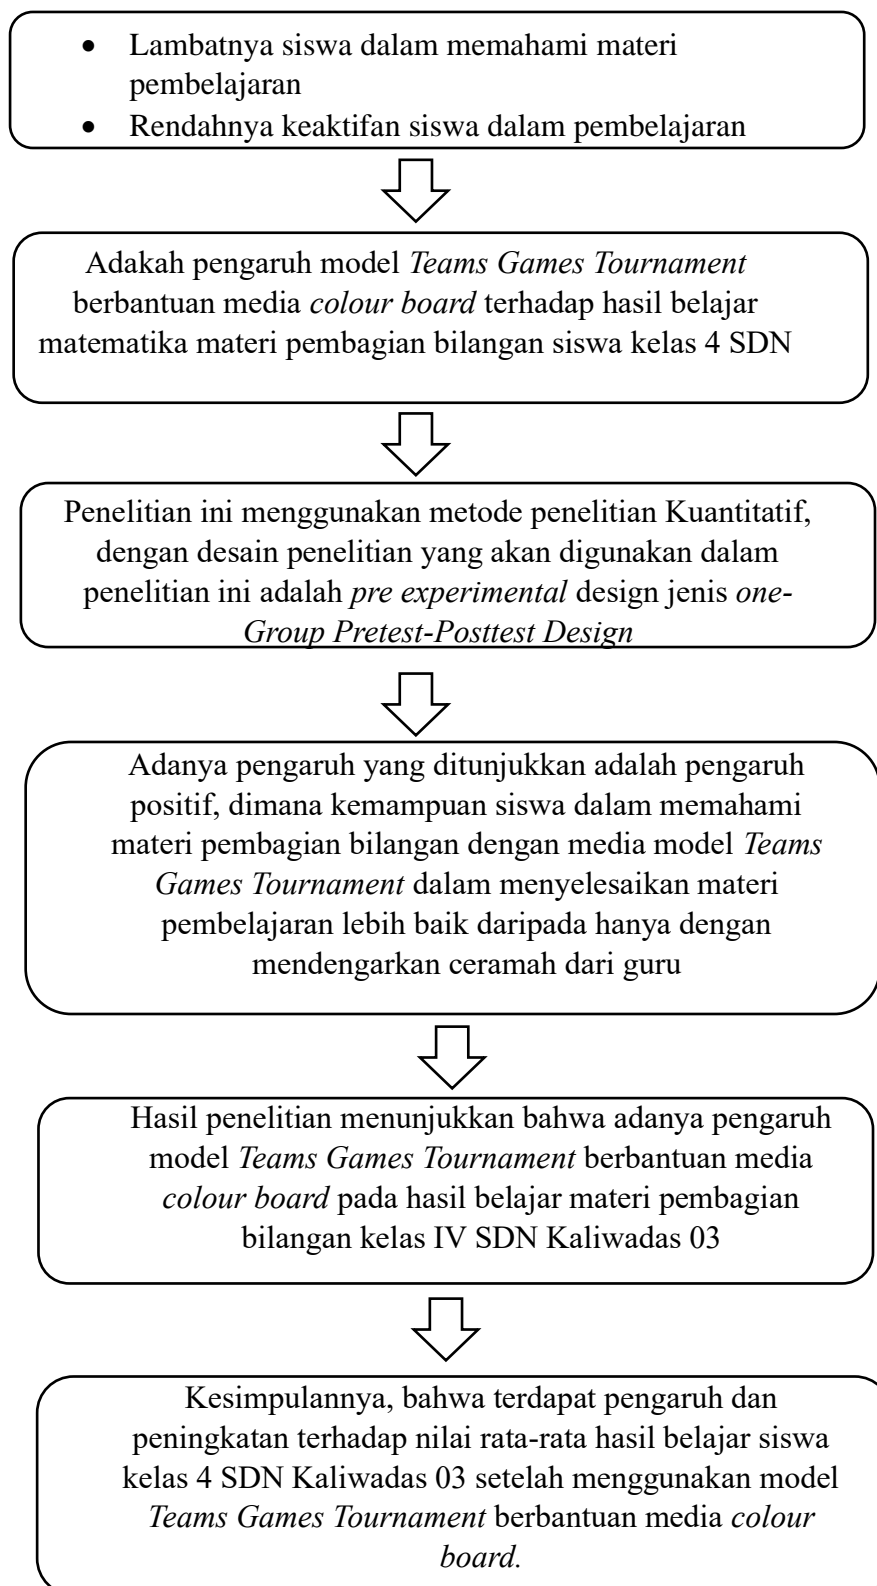 • Lambatnya siswa dalam memahami materi
pembelajaran
• Rendahnya keaktifan siswa dalam pembelajaran
Adakah pengaruh model Teams Games Tournament
berbantuan media colour board terhadap hasil belajar
matematika materi pembagian bilangan siswa kelas 4 SDN
Penelitian ini menggunakan metode penelitian Kuantitatif,
dengan desain penelitian yang akan digunakan dalam
penelitian ini adalah pre experimental design jenis one-
Group Pretest-Posttest Design
Adanya pengaruh yang ditunjukkan adalah pengaruh
positif, dimana kemampuan siswa dalam memahami
materi pembagian bilangan dengan media model Teams
Games Tournament dalam menyelesaikan materi
pembelajaran lebih baik daripada hanya dengan
mendengarkan ceramah dari guru
Hasil penelitian menunjukkan bahwa adanya pengaruh
model Teams Games Tournament berbantuan media
colour board pada hasil belajar materi pembagian
bilangan kelas IV SDN Kaliwadas 03
Kesimpulannya, bahwa terdapat pengaruh dan
peningkatan terhadap nilai rata-rata hasil belajar siswa
kelas 4 SDN Kaliwadas 03 setelah menggunakan model
Teams Games Tournament berbantuan media colour
board.